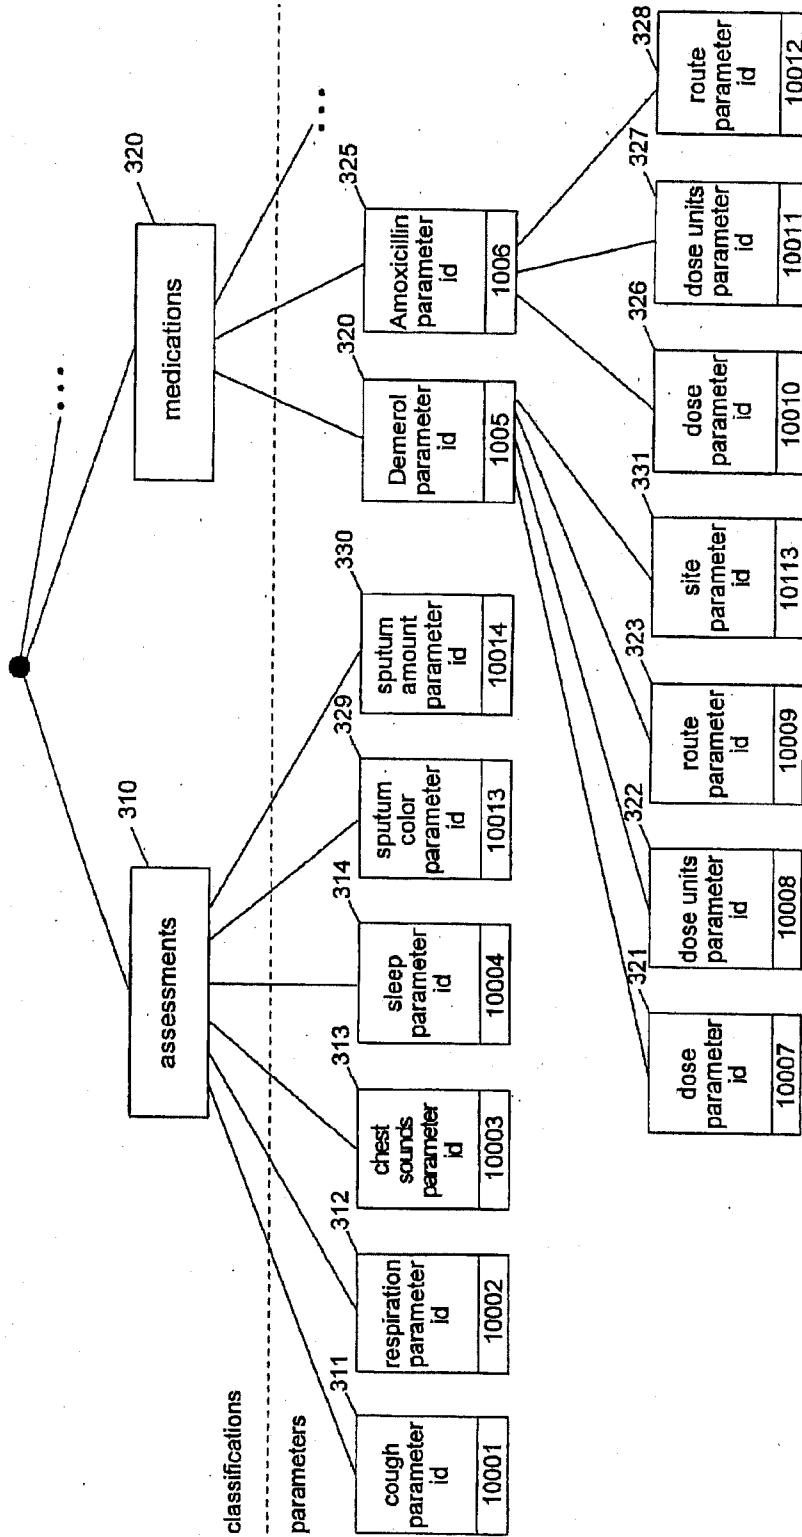 320
....
310
assessments
medications
classifications
parameters
....
311
312
313
314
329
330
320
325
cough
parameter
id
10001
respiration
parameter
id
10002
chest
sounds
parameter
id
10003
sleep
parameter
id
10004
sputum
color
parameter
id
10013
sputum
amount
parameter
id
10014
Demerol
parameter
id
1005
Amoxicillin
parameter
id
1006
321
322
323
331
326
327
328
dose
parameter
id
10007
dose units
parameter
id
10008
route
parameter
id
10009
site
parameter
id
10113
dose
parameter
id
10010
dose units
parameter
id
10011
route
parameter
id
10012